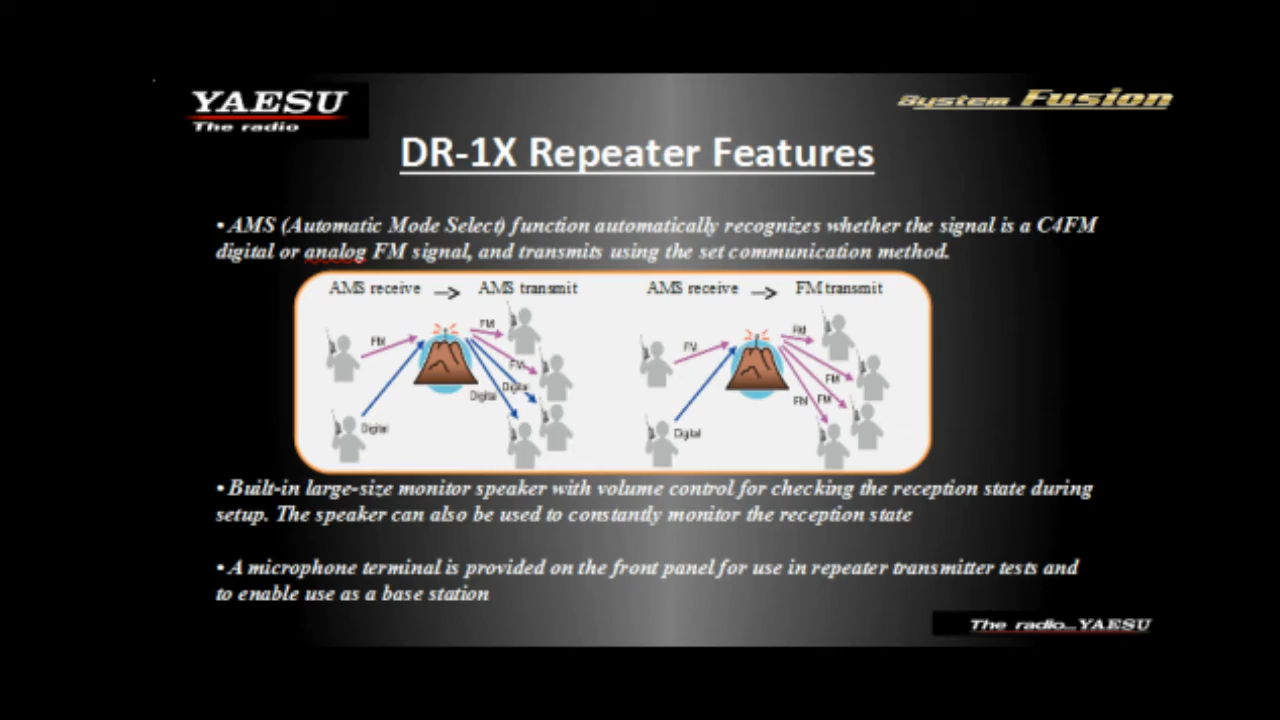 YAESU
The radio
System Fusion
DR-1X Repeater Features
• AMS (Automatic Mode Select) function automatically recognizes whether the signal is a C4FM
digital or analog FM signal, and transmits using the set communication method.
AMS receive → AMS transmit
AMS receive → FM transmit
FM
Digital
FM
FM
Digital
Digital
FM
Digital
FM
FM
FM
FM
• Built-in large-size monitor speaker with volume control for checking the reception state during
setup. The speaker can also be used to constantly monitor the reception state
• A microphone terminal is provided on the front panel for use in repeater transmitter tests and
to enable use as a base station
The radio...YAESU